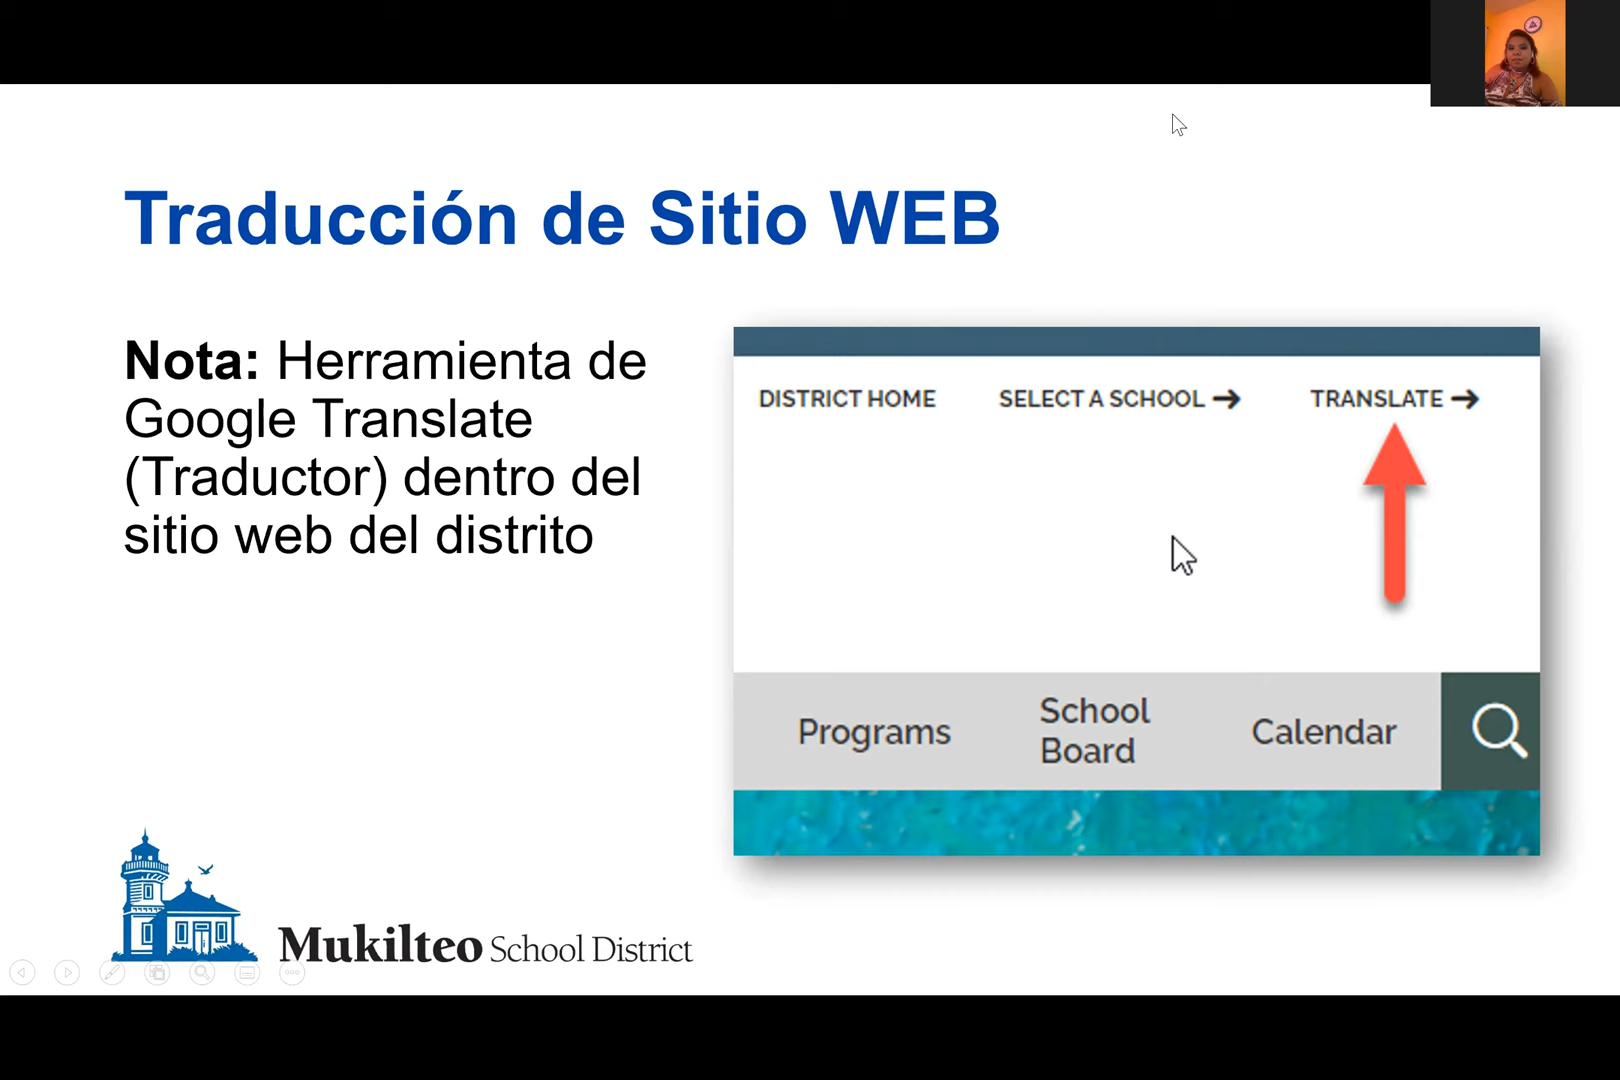 Traducción de Sitio WEB
Nota: Herramienta de
Google Translate
(Traductor) dentro del
sitio web del distrito
DISTRICT HOME
SELECT A SCHOOL
TRANSLATE
Programs
School
Board
Calendar
Mukilteo School District